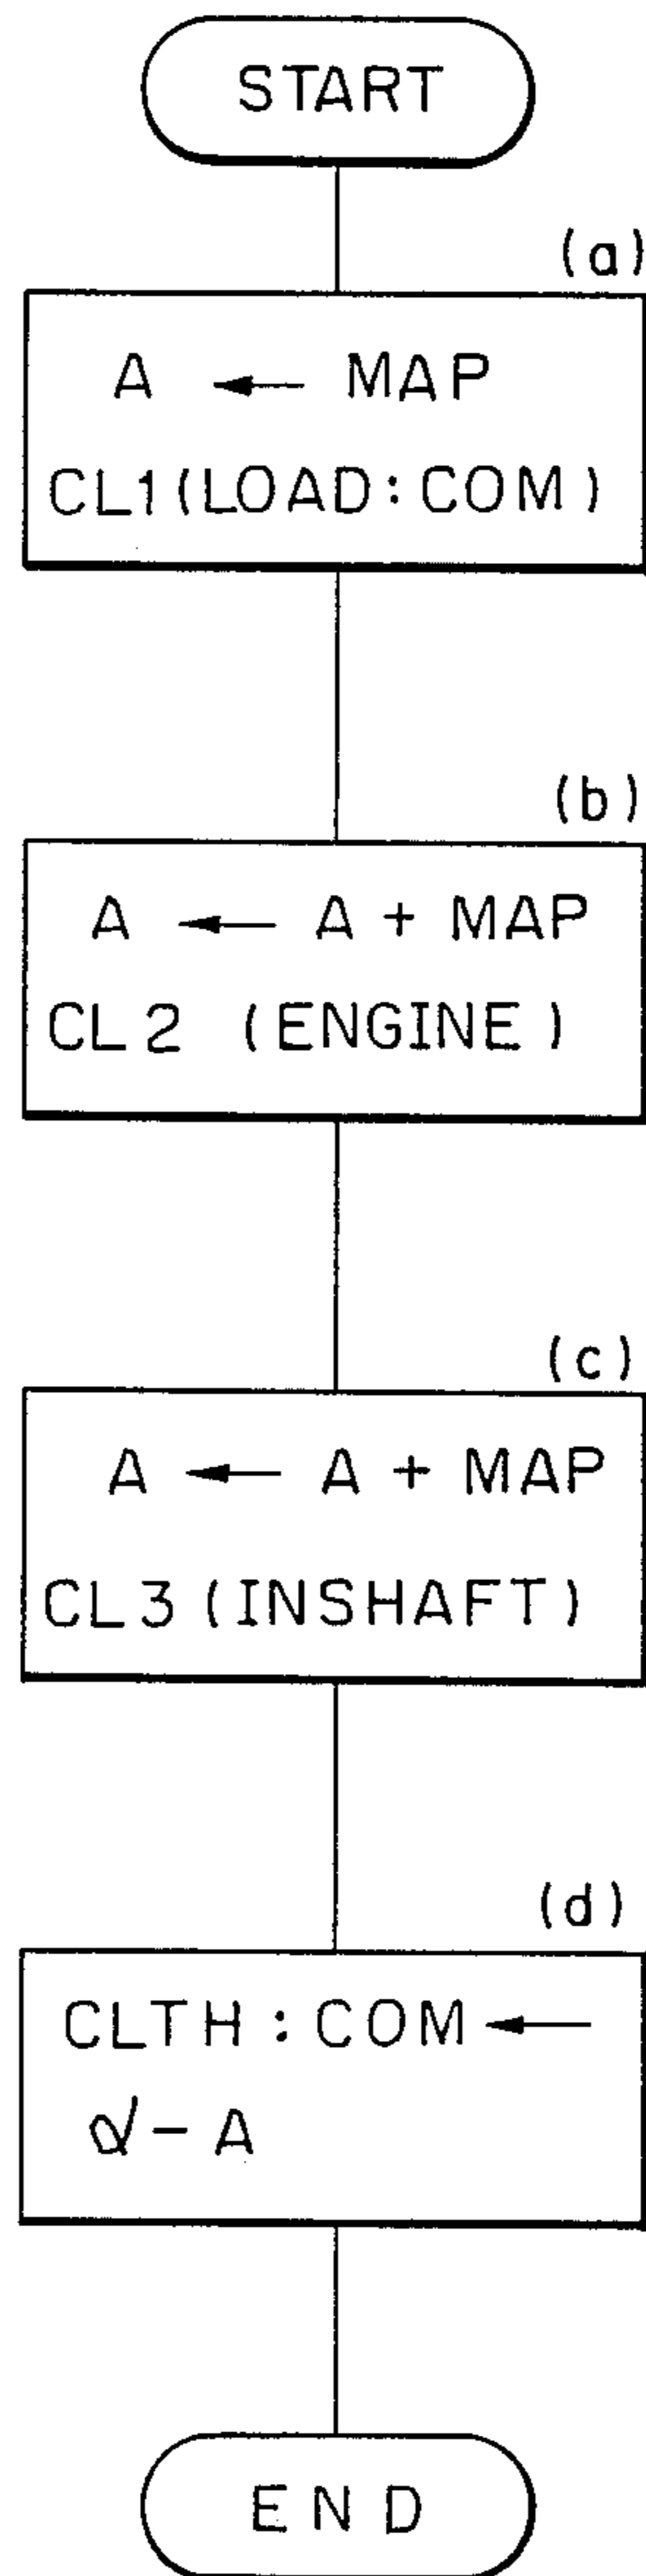 START
(a)
A ← MAP
CL1(LOAD:COM)
(b)
A ← A + MAP
CL2 (ENGINE)
(c)
A ← A + MAP
CL3(INSHAFT)
(d)
CLTH:COM ←
α - A
END